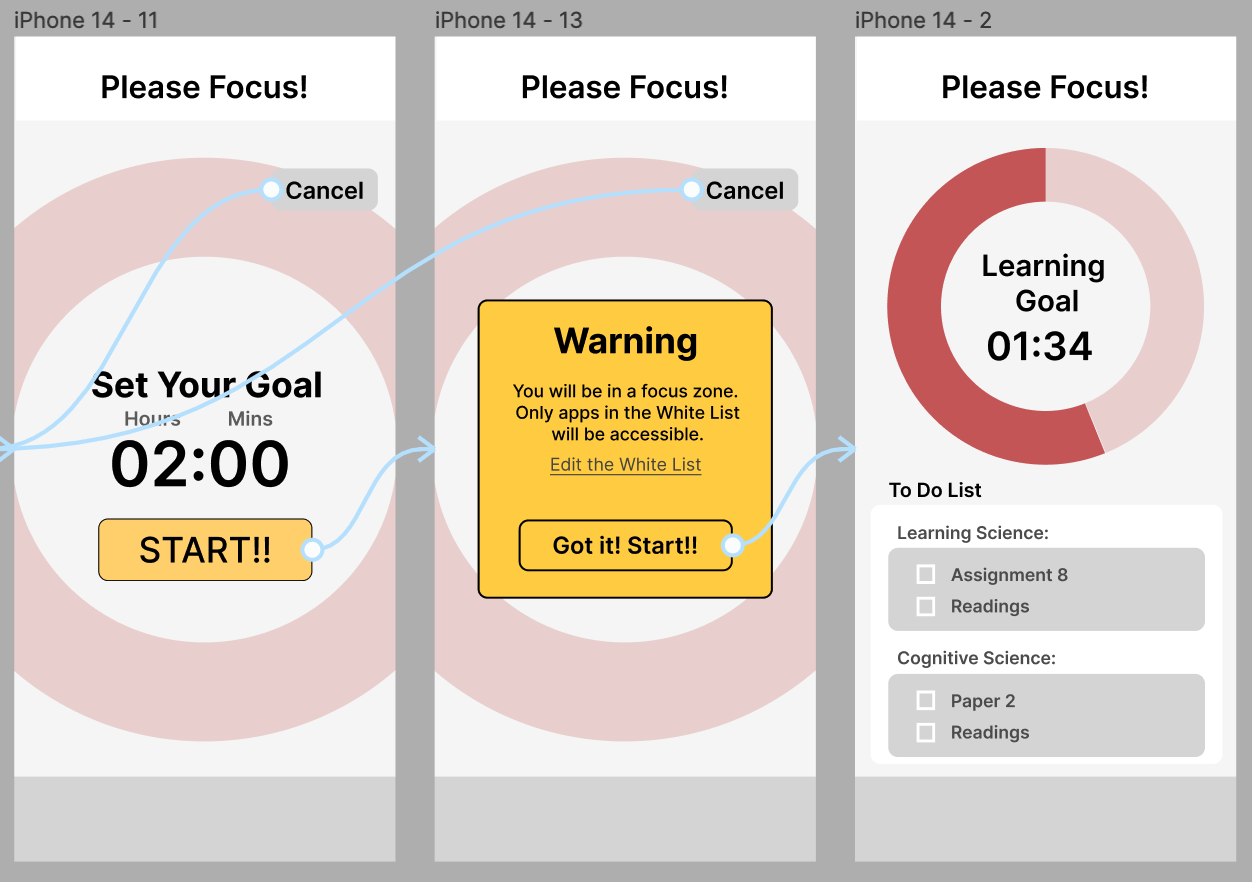 iPhone 14 - 11
Please Focus!
Cancel
Set Your Goal
Hours Mins
02:00
START!!
iPhone 14 - 13
Please Focus!
Cancel
Warning
You will be in a focus zone.
Only apps in the White List
will be accessible.
Edit the White List
Got it! Start!!
iPhone 14 - 2
Please Focus!
Learning
Goal
01:34
To Do List
Learning Science:
Assignment 8
Readings
Cognitive Science:
Paper 2
Readings